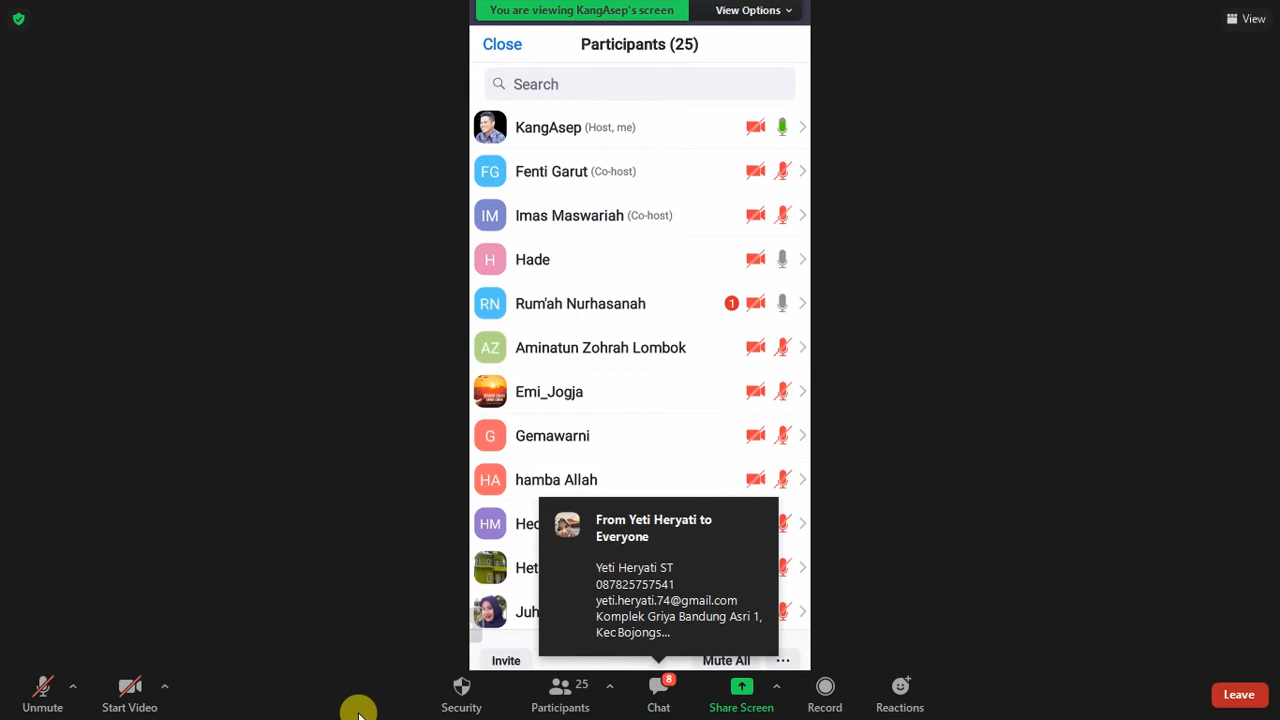 You are viewing KangAsep's screen
View Options
View
Close
Participants (25)
Search
KangAsep (Host, me)
FG
Fenti Garut (Co-host)
IM
Imas Maswariah (Co-host)
H
Hade
RN
Rum'ah Nurhasanah
1
AZ
Aminatun Zohrah Lombok
Emi_Jogja
G
Gemawarni
HA
hamba Allah
HM
Hec
Het
Juh
From Yeti Heryati to
Everyone
Yeti Heryati ST
087825757541
yeti.heryati.74@gmail.com
Komplek Griya Bandung Asri 1,
Kec Bojongs...
Invite
Mute All
...
Unmute
Start Video
Security
25
Participants
8
Chat
Share Screen
Record
Reactions
Leave